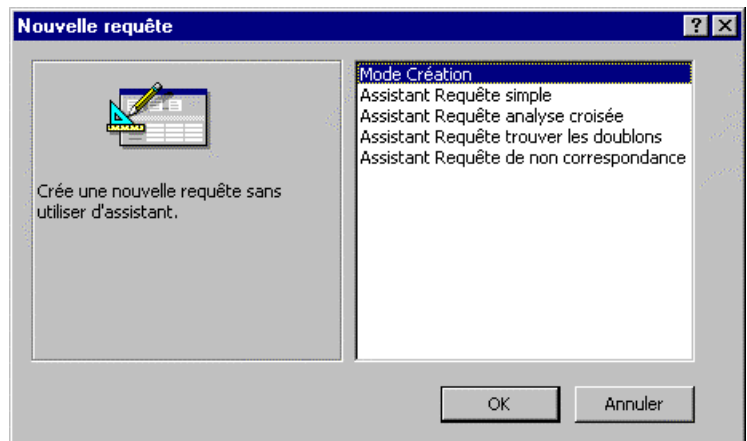 Nouvelle requête
Mode Création
Assistant Requête simple
Assistant Requête analyse croisée
Assistant Requête trouver les doublons
Assistant Requête de non correspondance
Crée une nouvelle requête sans
utiliser d'assistant.
OK
Annuler